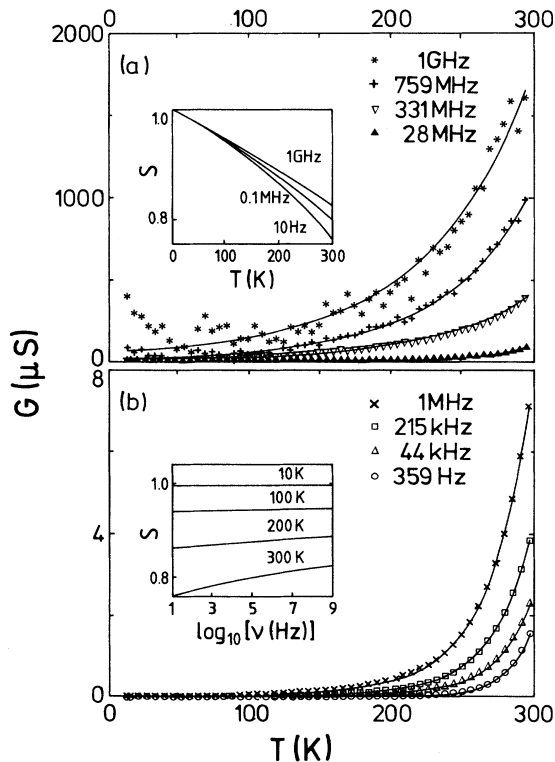 0 100 200 300
2000
(a)
* 1GHz
+ 759MHz
▽ 331MHz
▲ 28MHz
1.0
S
0.8
1GHz
0.1MHz
10Hz
0 100 200 300
T(K)
1000
0
G (μS)
8
(b)
× 1MHz
□ 215kHz
△ 44kHz
○ 359Hz
1.0
S
0.8
10K
100K
200K
300K
1 3 5 7 9
log10[ν(Hz)]
4
0
0 100 200 300
T(K)